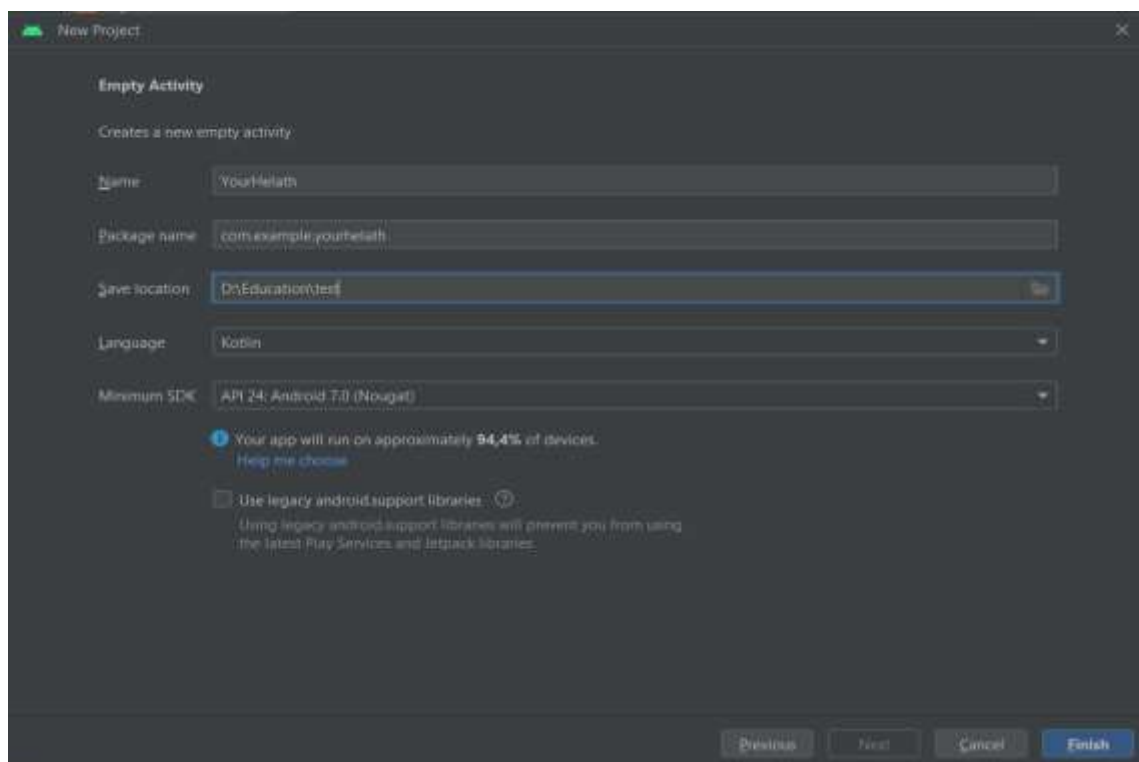 New Project
Empty Activity
Creates a new empty activity
Name YourHelath
Package name com.example.yourhelath
Save location D:\Education\test
Language Kotlin
Minimum SDK API 24: Android 7.0 (Nougat)
Your app will run on approximately 94,4% of devices.
Help me choose
Use legacy android.support libraries
Using legacy android.support libraries will prevent you from using
the latest Play Services and Jetpack libraries
Previous Next Cancel Finish